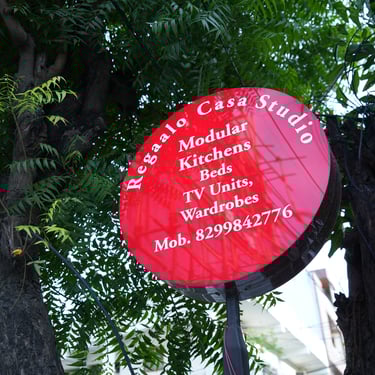 Regaalo Casa Studio
Modular
Kitchens
Beds
TV Units,
Wardrobes
Mob. 8299842776